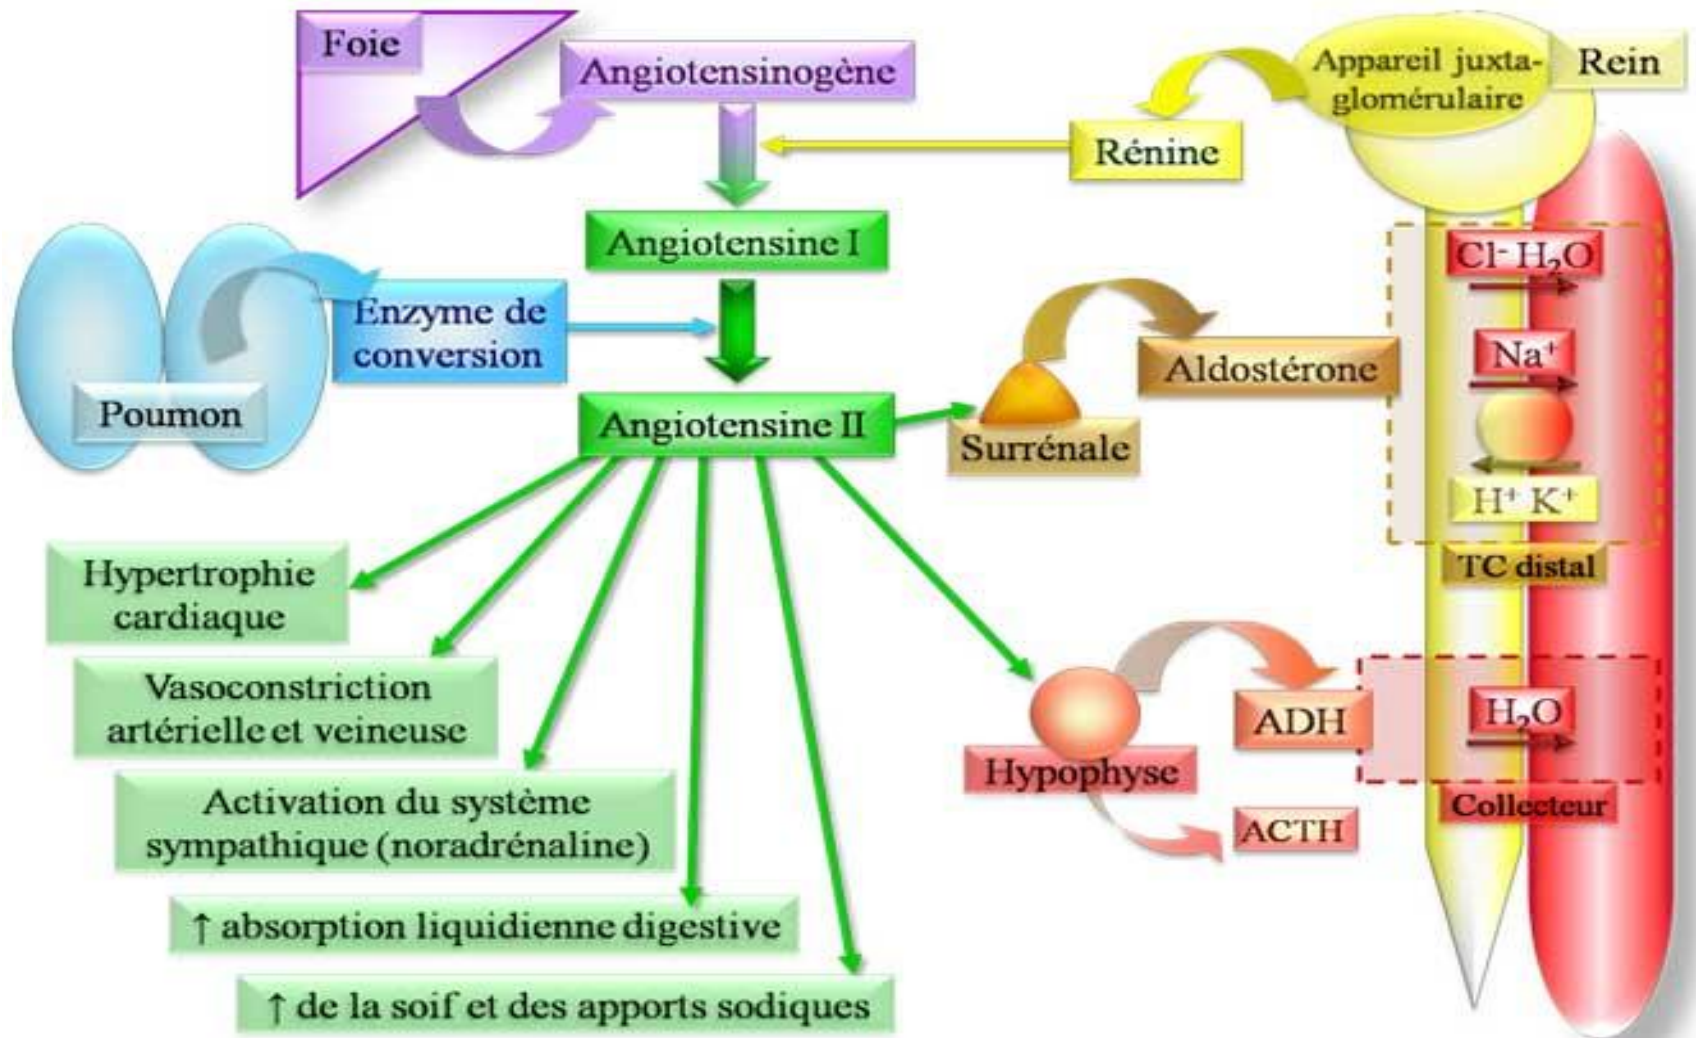 Foie
Angiotensinogène
Appareil juxta-
glomérulaire
Rein
Rénine
Angiotensine I
Cl- H₂O
Enzyme de
conversion
Na⁺
Aldostérone
Poumon
Angiotensine II
Surrénale
H⁺ K⁺
TC distal
Hypertrophie
cardiaque
Vasoconstriction
artérielle et veineuse
ADH
H₂O
Hypophyse
Collecteur
Activation du système
sympathique (noradrénaline)
ACTH
↑ absorption liquidienne digestive
↑ de la soif et des apports sodiques